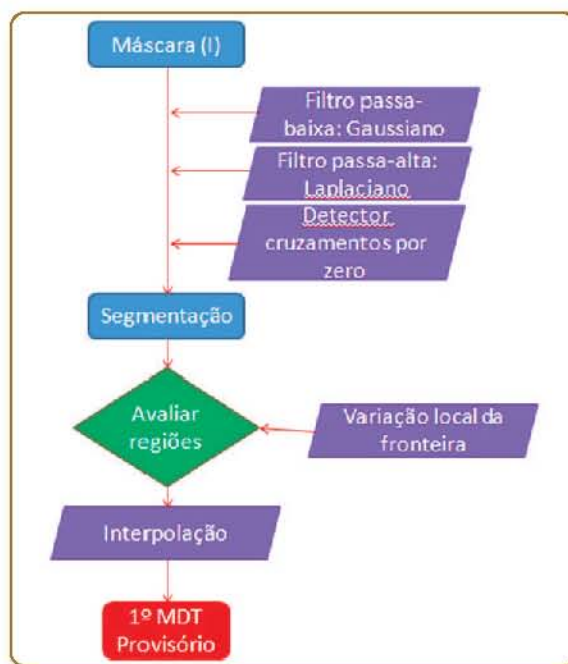 Máscara (I)
Filtro passa-
baixa: Gaussiano
Filtro passa-alta:
Laplaciano
Detector
cruzamentos por
zero
Segmentação
Avaliar
regiões
Variação local da
fronteira
Interpolação
1º MDT
Provisório